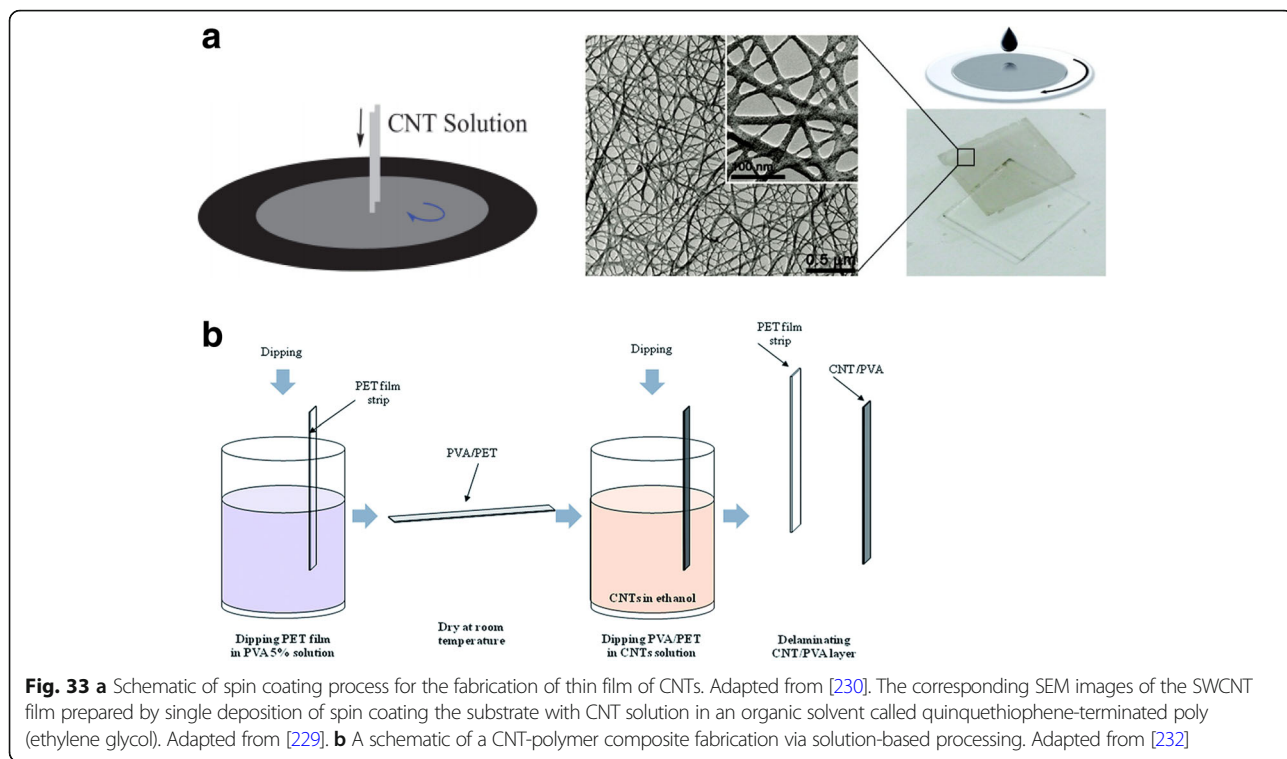 a
CNT Solution
100 nm
0.5 µm
b
Dipping
PET film
strip
PVA/PET
Dipping
PET film
strip
CNT/PVA
CNTs in ethanol
Dipping PET film
in PVA 5% solution
Dry at room
temperature
Dipping PVA/PET
in CNTs solution
Delaminating
CNT/PVA layer
Fig. 33 a Schematic of spin coating process for the fabrication of thin film of CNTs. Adapted from [230]. The corresponding SEM images of the SWCNT
film prepared by single deposition of spin coating the substrate with CNT solution in an organic solvent called quinquethiophene-terminated poly
(ethylene glycol). Adapted from [229]. b A schematic of a CNT-polymer composite fabrication via solution-based processing. Adapted from [232]